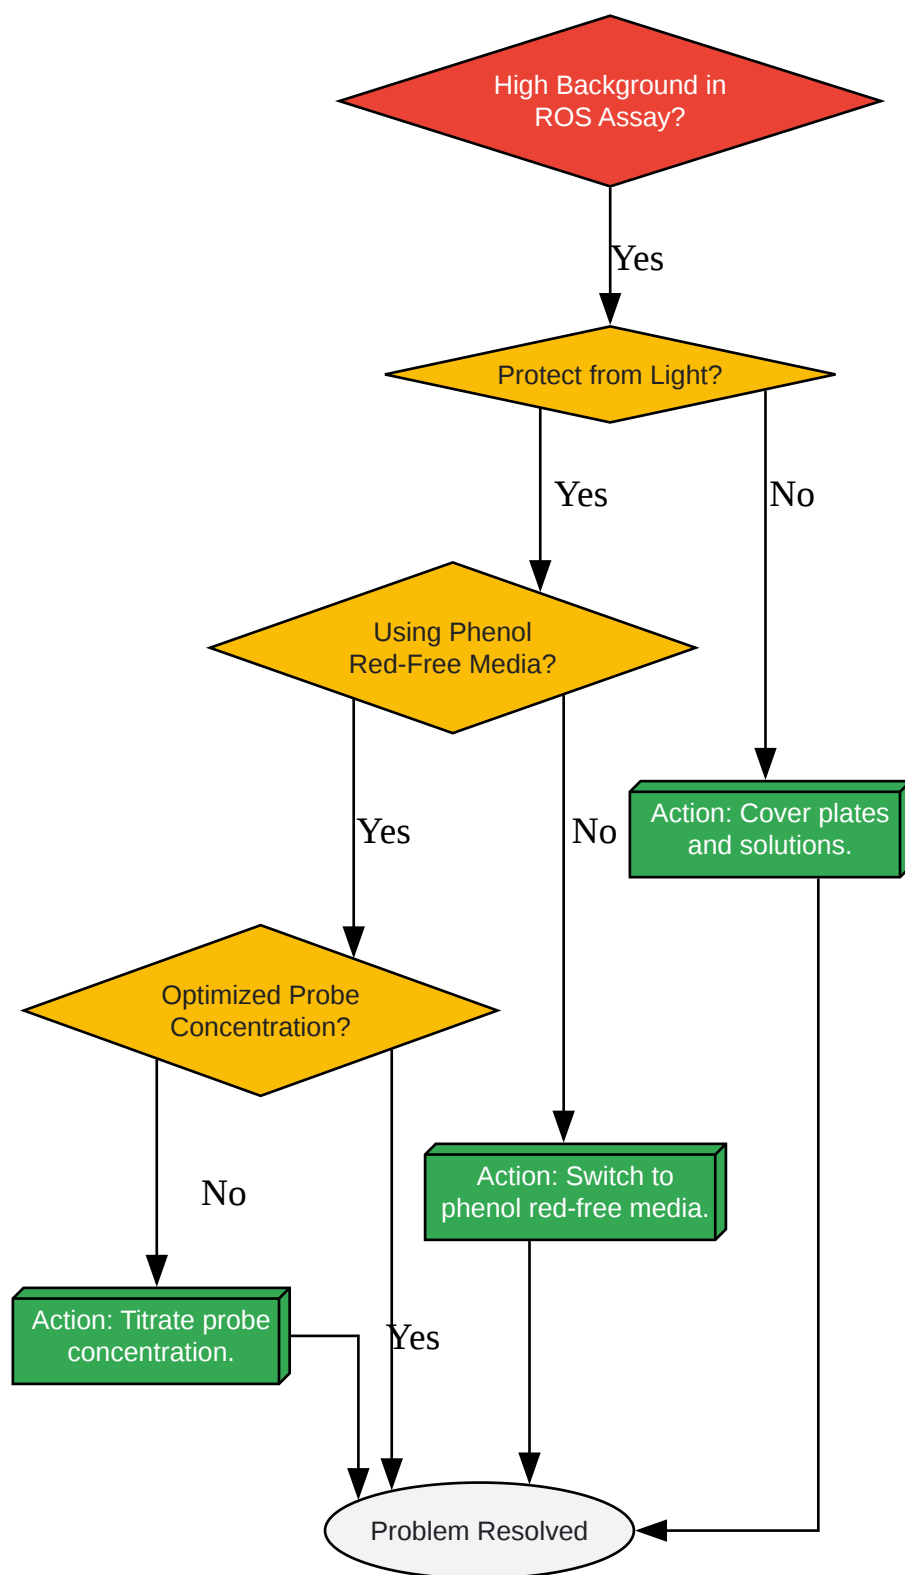 High Background in
ROS Assay?
Yes
Protect from Light?
Yes
No
Using Phenol
Red-Free Media?
Action: Cover plates
and solutions.
Yes
No
Optimized Probe
Concentration?
Action: Switch to
phenol red-free media.
No
Action: Titrate probe
concentration.
Yes
Problem Resolved